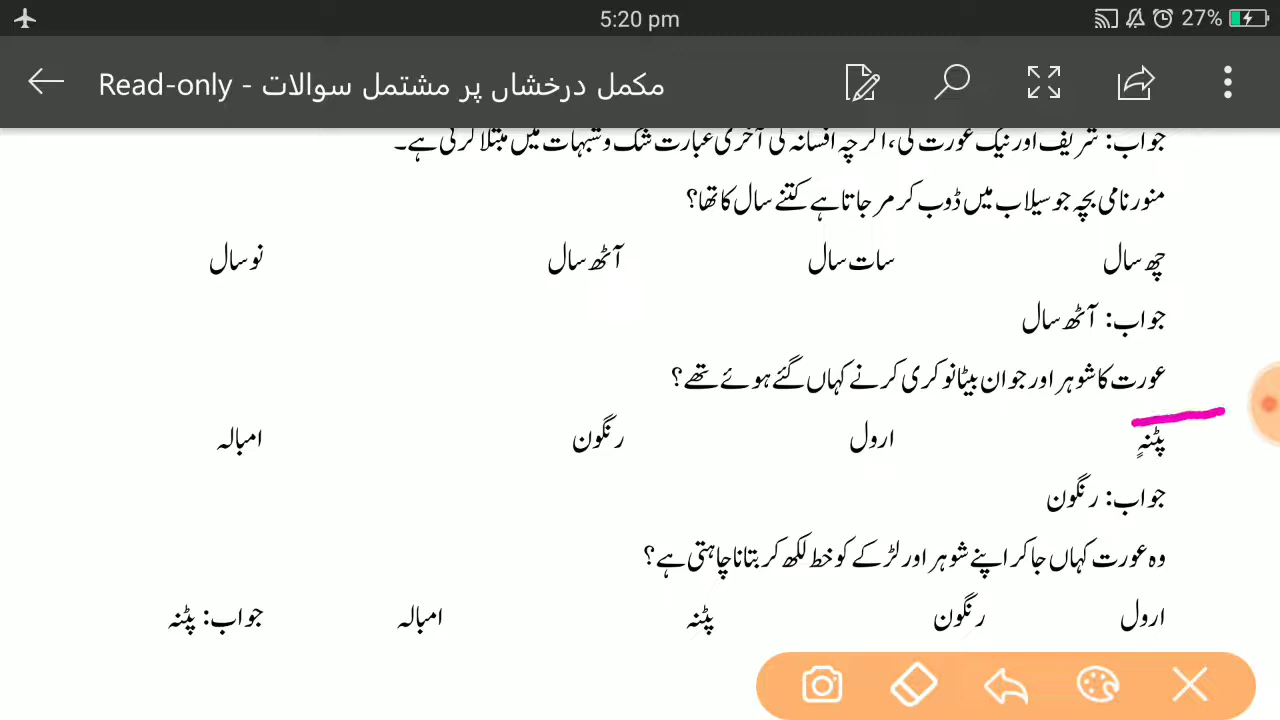 5:20 pm 27%
مکمل درخشاں پر مشتمل سوالات - Read-only
جواب: شریف اور نیک عورت کی، اگرچہ افسانہ کی آخری عبارت شک و شبہات میں مبتلا کرتی ہے۔
منور نامی بچہ جو سیلاب میں ڈوب کر مر جاتا ہے کتنے سال کا تھا؟
چھ سال سات سال آٹھ سال نو سال
جواب: آٹھ سال
عورت کا شوہر اور جوان بیٹا نوکری کرنے کہاں گئے ہوئے تھے؟
پٹنہٍ ارول رنگون امبالہ
جواب: رنگون
وہ عورت کہاں جا کر اپنے شوہر اور لڑکے کو خط لکھ کر بتانا چاہتی ہے؟
ارول رنگون پٹنہ امبالہ جواب: پٹنہ